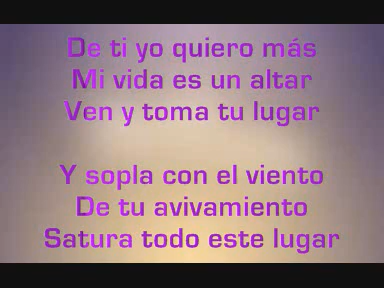 De ti yo quiero más
Mi vida es un altar
Ven y toma tu lugar
Y sopla con el viento
De tu avivamiento
Satura todo este lugar